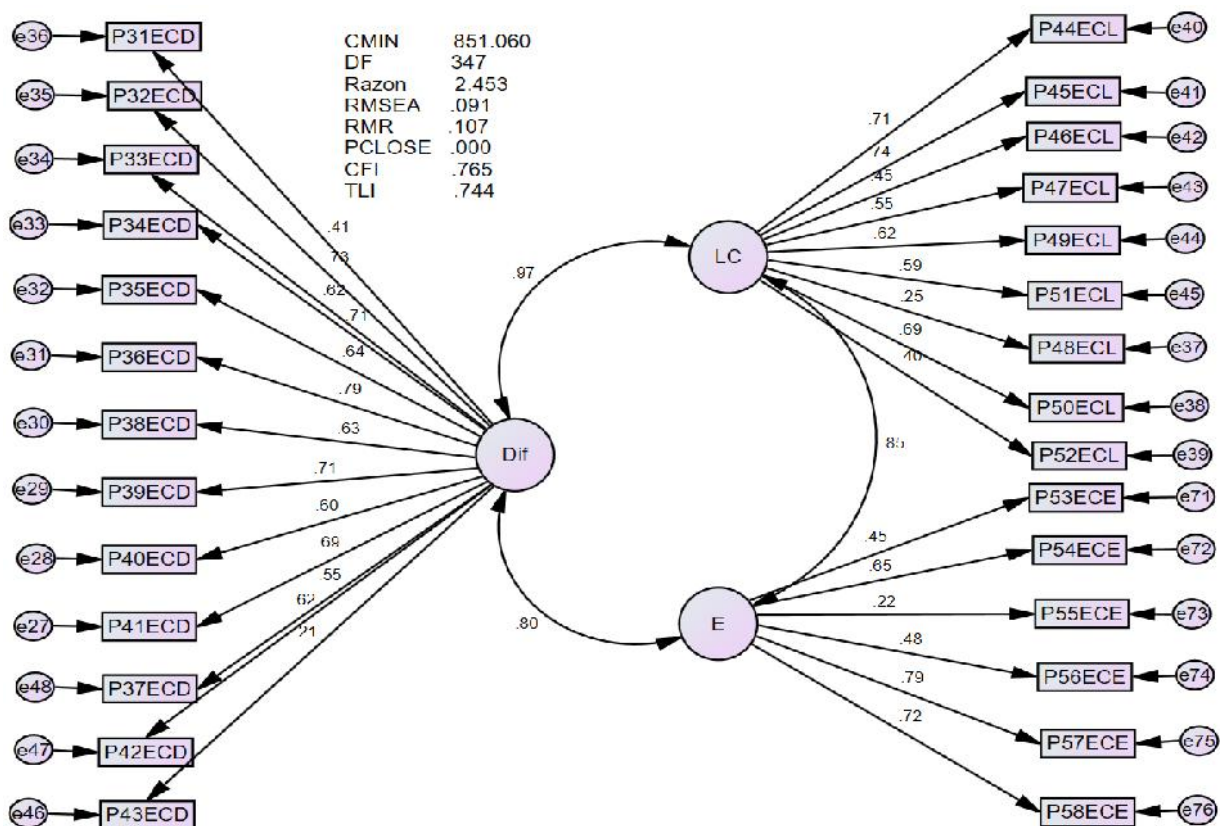 e36 P31ECD
e35 P32ECD
e34 P33ECD
e33 P34ECD
e32 P35ECD
e31 P36ECD
e30 P38ECD
e29 P39ECD
e28 P40ECD
e27 P41ECD
e48 P37ECD
e47 P42ECD
e46 P43ECD
CMIN 851.060
DF 347
Razon 2.453
RMSEA .091
RMR .107
PCLOSE .000
CFI .765
TLI .744
.41
.73
.62
.71
.64
.79
.63
.71
.60
.69
.55
.62
.21
Dif
.97
.80
.85
LC
E
.71
.74
.45
.55
.62
.59
.25
.69
.40
.45
.65
.22
.48
.79
.72
P44ECL e40
P45ECL e41
P46ECL e42
P47ECL e43
P49ECL e44
P51ECL e45
P48ECL e37
P50ECL e38
P52ECL e39
P53ECE e71
P54ECE e72
P55ECE e73
P56ECE e74
P57ECE e75
P58ECE e76